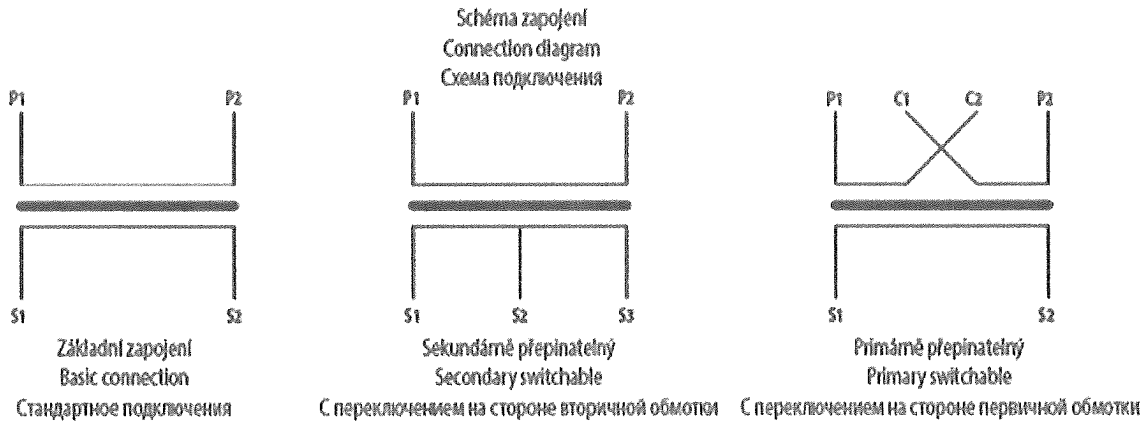 Schéma zapojení
Connection diagram
Схема подключения
P1 P2
S1 S2
Základní zapojení
Basic connection
Стандартное подключения
P1 P2
S1 S2 S3
Sekundárně přepínatelný
Secondary switchable
С переключением на стороне вторичной обмотки
P1 C1 C2 P2
S1 S2
Primárně přepínatelný
Primary switchable
С переключением на стороне первичной обмотки